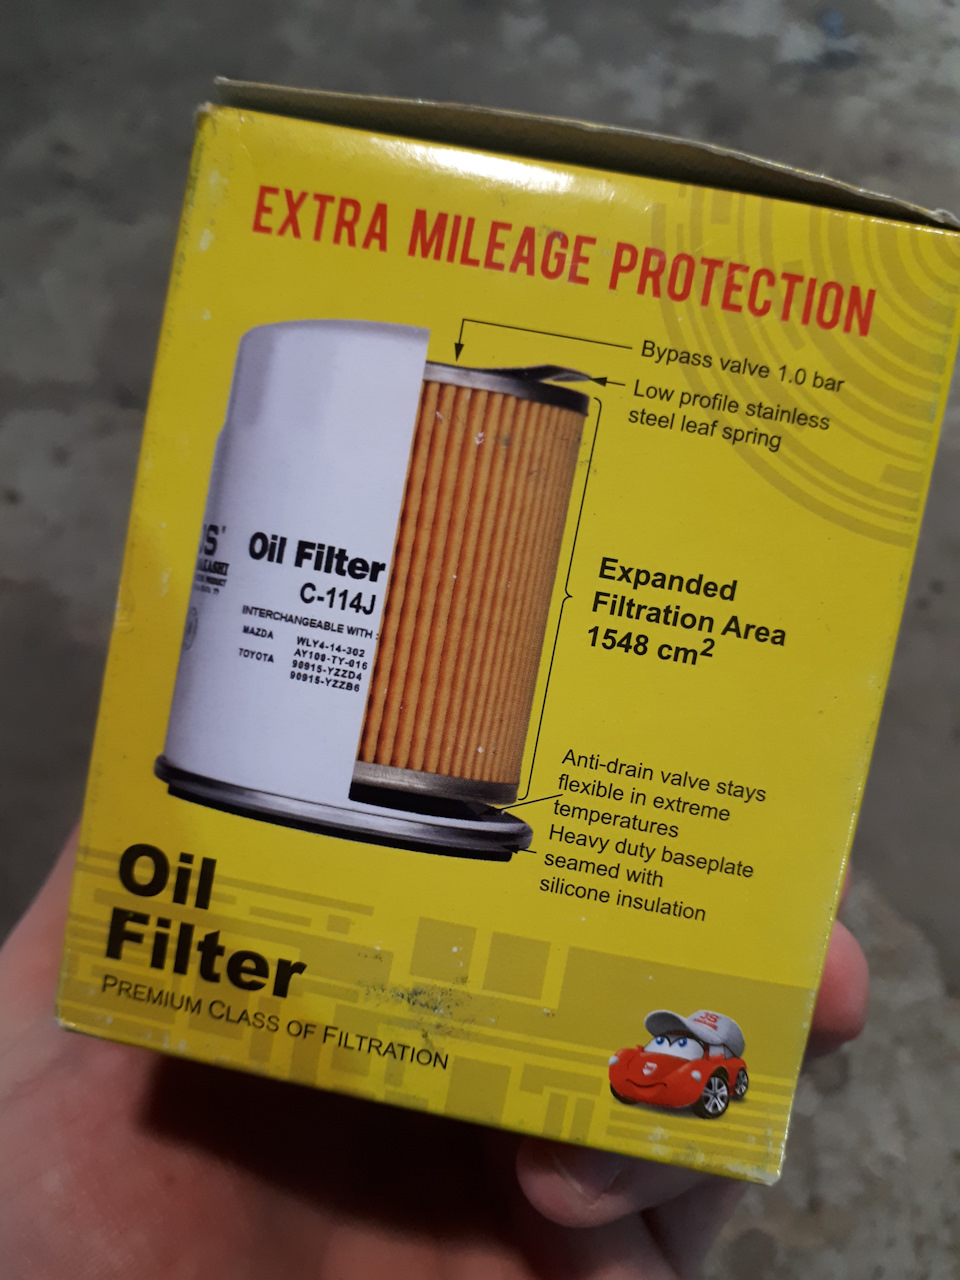 EXTRA MILEAGE PROTECTION
Bypass valve 1.0 bar
Low profile stainless
steel leaf spring
Oil Filter
C-114J
INTERCHANGEABLE WITH :
MAZDA WLY4-14-302
AY100-TY-016
TOYOTA 90915-YZZD4
90915-YZZB6
Expanded
Filtration Area
1548 cm²
Anti-drain valve stays
flexible in extreme
temperatures
Heavy duty baseplate
seamed with
silicone insulation
Oil
Filter
PREMIUM CLASS OF FILTRATION